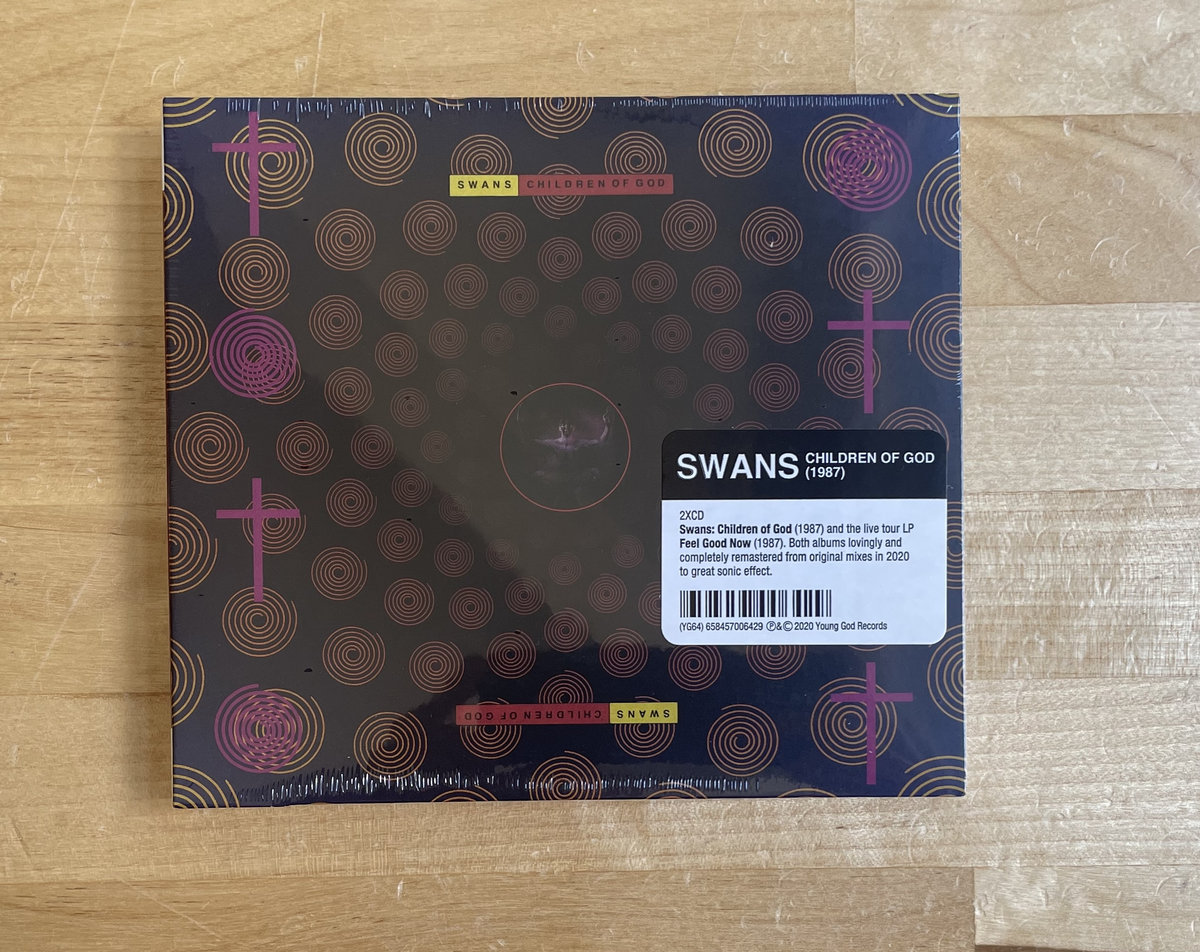 SWANS CHILDREN OF GOD
SWANS CHILDREN OF GOD
(1987)
2XCD
Swans: Children of God (1987) and the live tour LP
Feel Good Now (1987). Both albums lovingly and
completely remastered from original mixes in 2020
to great sonic effect.
(YG64) 658457006429 Ⓟ&© 2020 Young God Records
SWANS CHILDREN OF GOD